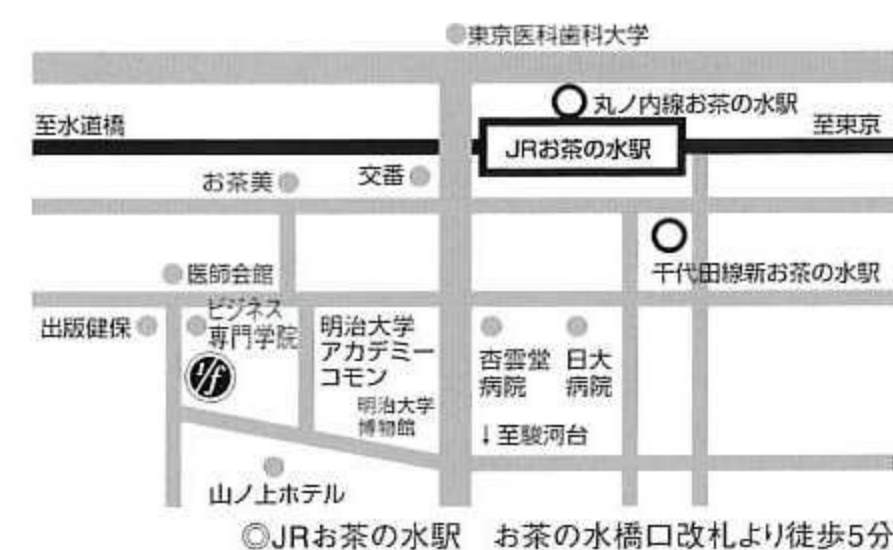 東京医科歯科大学
丸ノ内線お茶の水駅
至水道橋
至東京
JRお茶の水駅
お茶美
交番
千代田線新お茶の水駅
医師会館
出版健保
ビジネス
専門学院
明治大学
アカデミー
コモン
杏雲堂
病院
日大
病院
1/f
明治大学
博物館
↓至駿河台
山ノ上ホテル
◎JRお茶の水駅 お茶の水橋口改札より徒歩5分